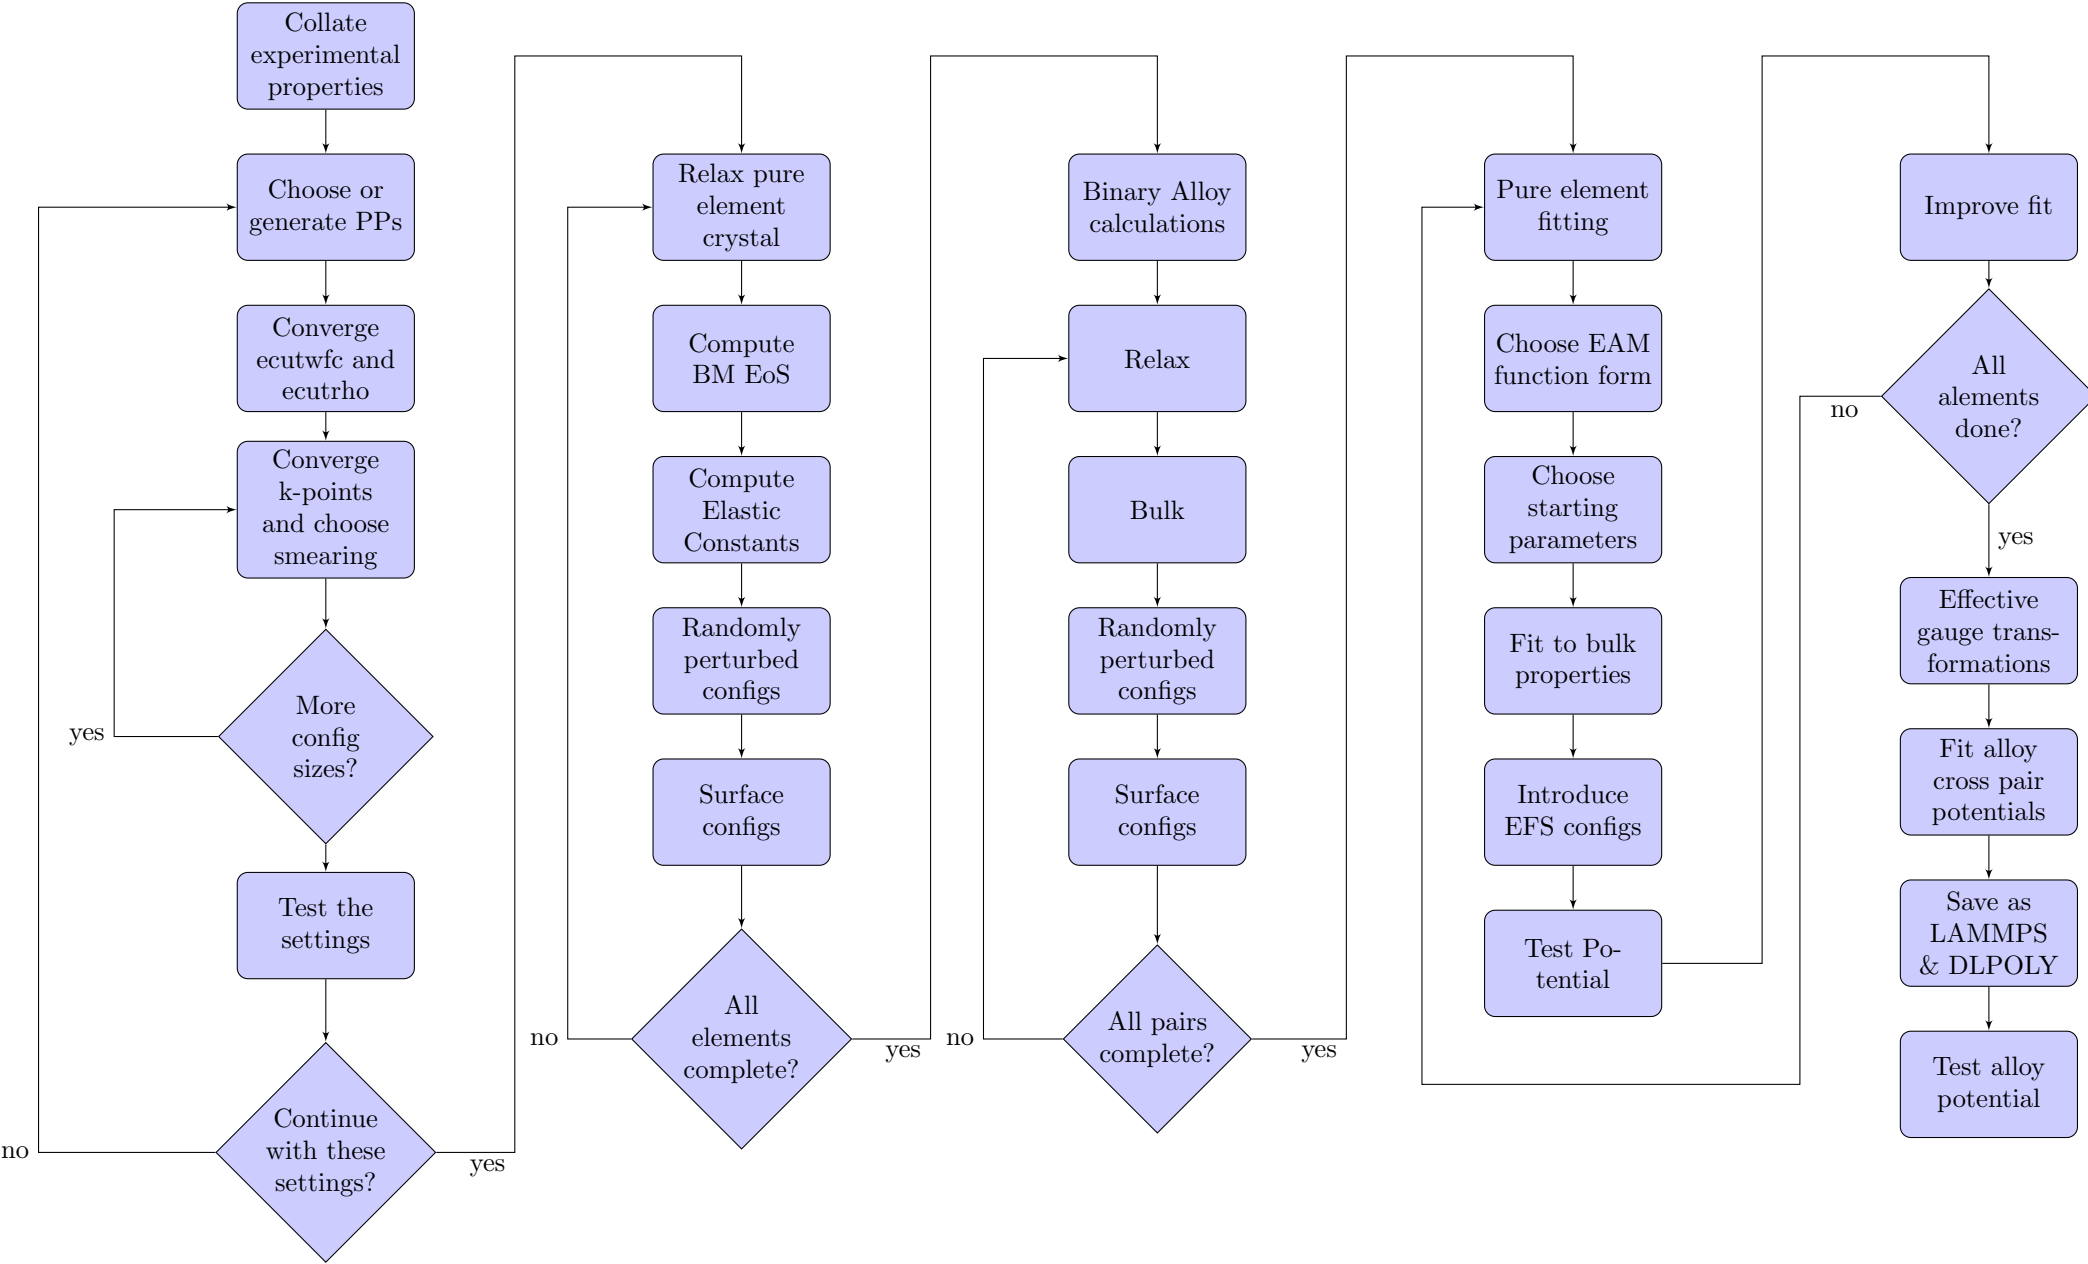 Collate
experimental
properties
Choose or
generate PPs
Converge
ecutwfc and
ecutrho
Converge
k-points
and choose
smearing
More
config
sizes?
yes
Test the
settings
Continue
with these
settings?
no
yes
Relax pure
element
crystal
Compute
BM EoS
Compute
Elastic
Constants
Randomly
perturbed
configs
Surface
configs
All
elements
complete?
no
yes
Binary Alloy
calculations
Relax
Bulk
Randomly
perturbed
configs
Surface
configs
All pairs
complete?
no
yes
Pure element
fitting
Choose EAM
function form
Choose
starting
parameters
Fit to bulk
properties
Introduce
EFS configs
Test Po-
tential
Improve fit
All
alements
done?
no
yes
Effective
gauge trans-
formations
Fit alloy
cross pair
potentials
Save as
LAMMPS
& DLPOLY
Test alloy
potential